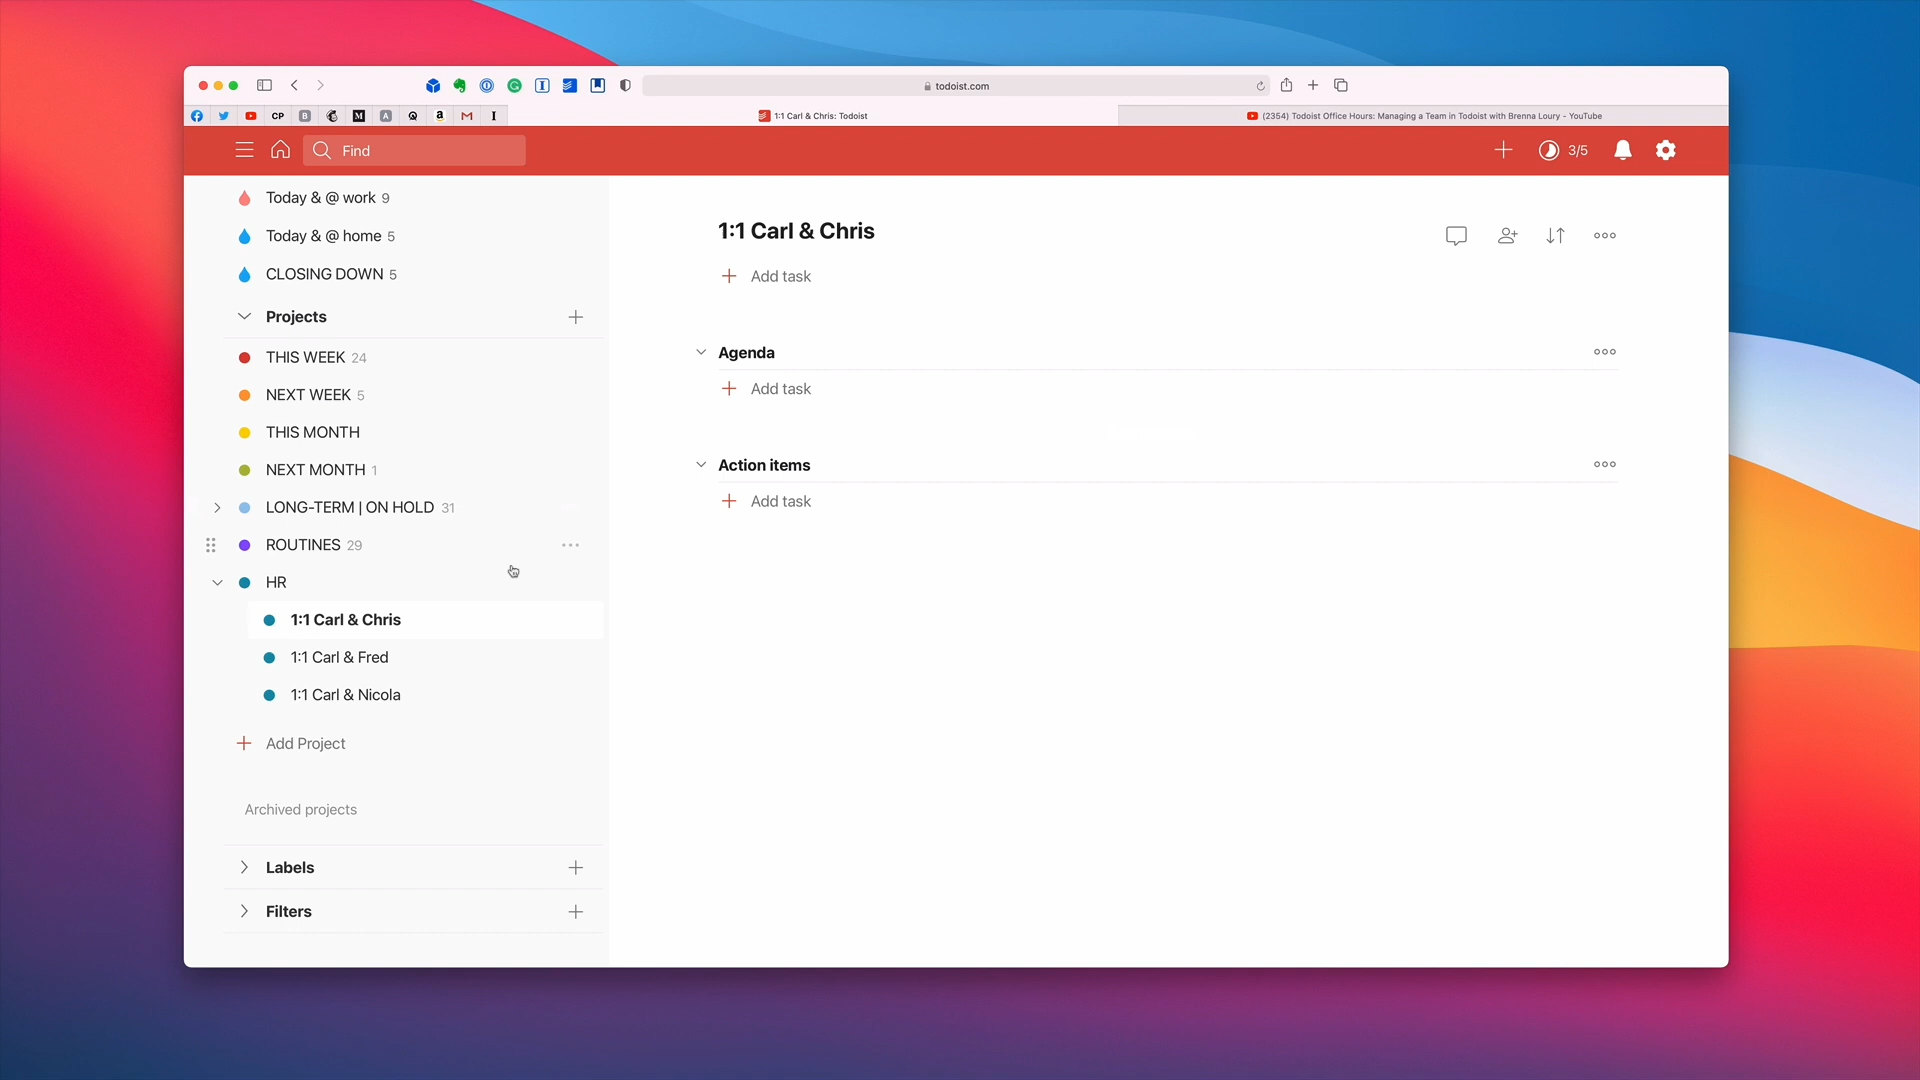 todoist.com
CP
B
M
A
a
I
1:1 Carl & Chris: Todoist
(2354) Todoist Office Hours: Managing a Team in Todoist with Brenna Loury - YouTube
Find
3/5
Today & @ work 9
Today & @ home 5
CLOSING DOWN 5
Projects
THIS WEEK 24
NEXT WEEK 5
THIS MONTH
NEXT MONTH 1
LONG-TERM | ON HOLD 31
ROUTINES 29
HR
1:1 Carl & Chris
1:1 Carl & Fred
1:1 Carl & Nicola
Add Project
Archived projects
Labels
Filters
1:1 Carl & Chris
Add task
Agenda
Add task
Action items
Add task